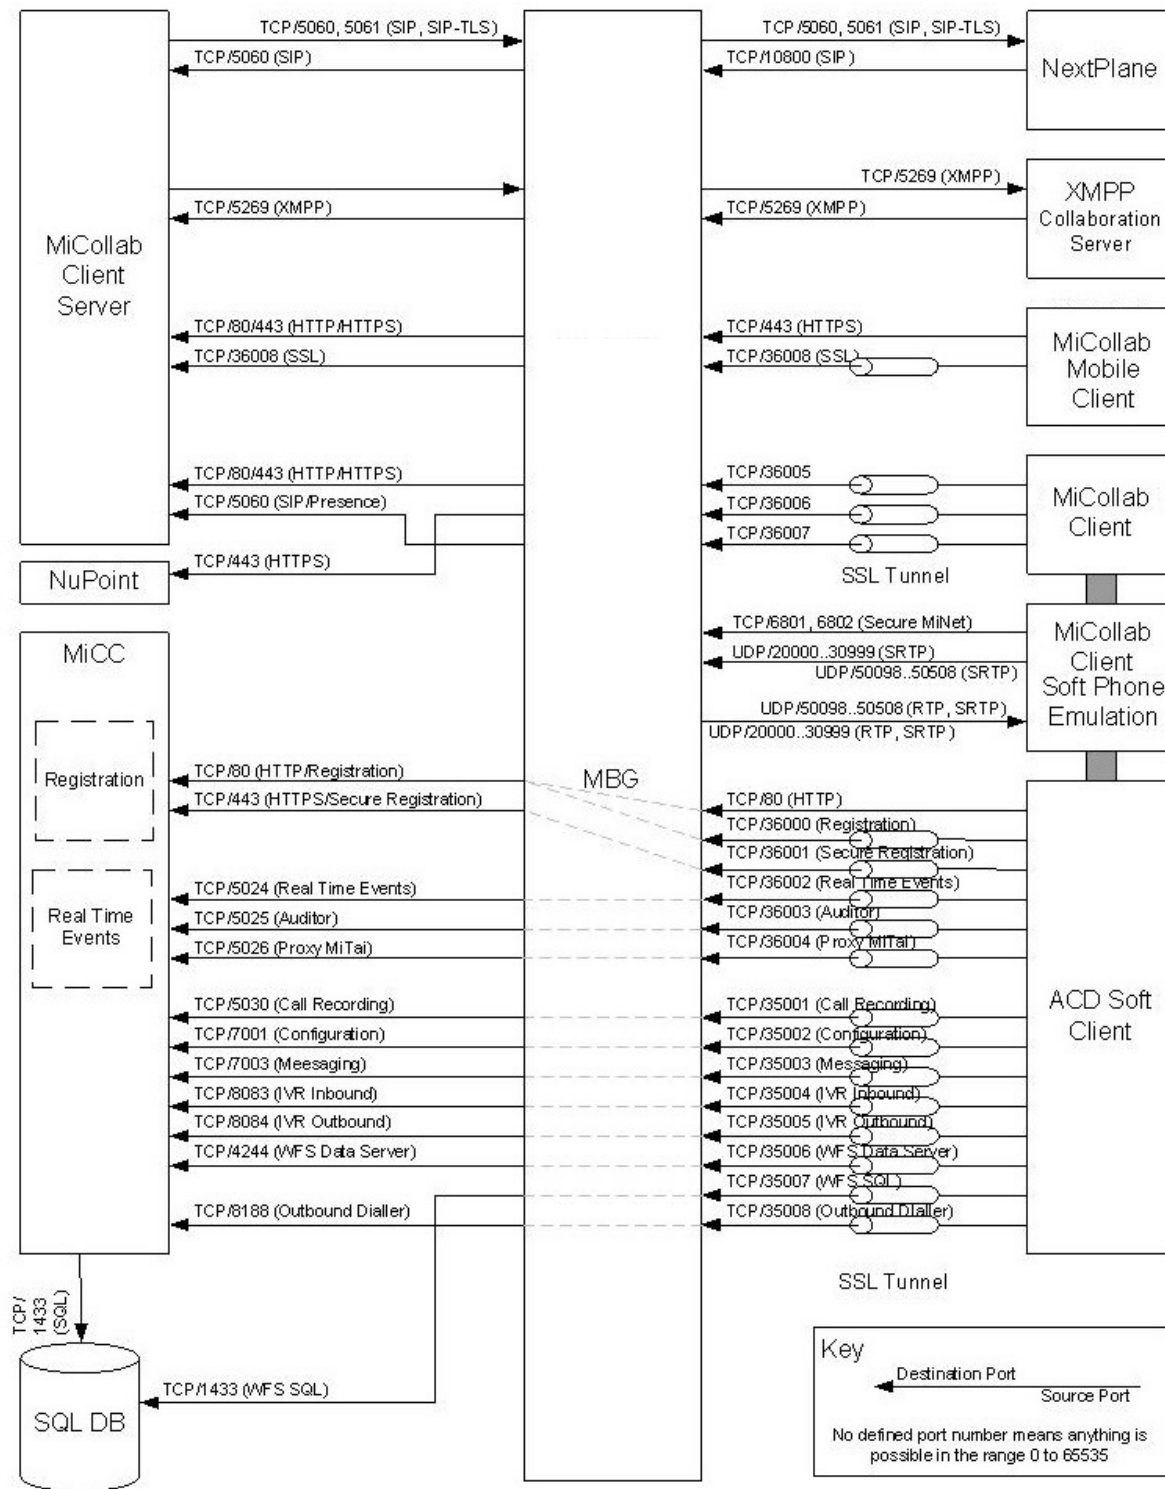 TCP/5060, 5061 (SIP, SIP-TLS)
TCP/5060, 5061 (SIP, SIP-TLS)
TCP/5060 (SIP)
TCP/10800 (SIP)
NextPlane
TCP/5269 (XMPP)
TCP/5269 (XMPP)
TCP/5269 (XMPP)
XMPP
Collaboration
Server
MiCollab
Client
Server
TCP/80/443 (HTTP/HTTPS)
TCP/443 (HTTPS)
TCP/36008 (SSL)
TCP/36008 (SSL)
MiCollab
Mobile
Client
TCP/80/443 (HTTP/HTTPS)
TCP/5060 (SIP/Presence)
TCP/36005
TCP/36006
TCP/36007
MiCollab
Client
SSL Tunnel
NuPoint
TCP/443 (HTTPS)
TCP/6801, 6802 (Secure MiNet)
UDP/20000..30999 (SRTP)
UDP/50098..50508 (SRTP)
UDP/50098..50508 (RTP, SRTP)
UDP/20000..30999 (RTP, SRTP)
MiCollab
Client
Soft Phone
Emulation
MiCC
Registration
Real Time
Events
MBG
TCP/80 (HTTP/Registration)
TCP/443 (HTTPS/Secure Registration)
TCP/5024 (Real Time Events)
TCP/5025 (Auditor)
TCP/5026 (Proxy MiTai)
TCP/5030 (Call Recording)
TCP/7001 (Configuration)
TCP/7003 (Meesaging)
TCP/8083 (IVR Inbound)
TCP/8084 (IVR Outbound)
TCP/4244 (WFS Data Server)
TCP/8188 (Outbound Dialler)
TCP/80 (HTTP)
TCP/36000 (Registration)
TCP/36001 (Secure Registration)
TCP/36002 (Real Time Events)
TCP/36003 (Auditor)
TCP/36004 (Proxy MiTai)
TCP/35001 (Call Recording)
TCP/35002 (Configuration)
TCP/35003 (Messaging)
TCP/35004 (IVR Inbound)
TCP/35005 (IVR Outbound)
TCP/35006 (WFS Data Server)
TCP/35007 (WFS SQL)
TCP/35008 (Outbound Dialler)
ACD Soft
Client
SSL Tunnel
TCP/
1433
(SQL)
SQL DB
TCP/1433 (WFS SQL)
Key
Destination Port
Source Port
No defined port number means anything is
possible in the range 0 to 65535